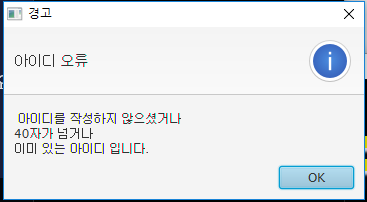 경고
아이디 오류
아이디를 작성하지 않으셨거나
40자가 넘거나
이미 있는 아이디 입니다.
OK